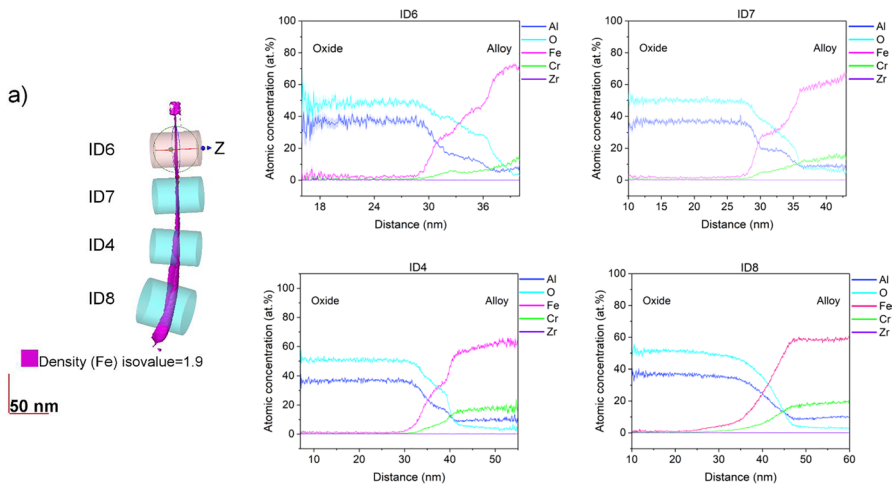 a)
ID6
Z
ID7
ID4
ID8
Density (Fe) isovalue=1.9
50 nm
ID6
Atomic concentration (at.%)
100
80
60
40
20
0
Oxide
Alloy
Al
O
Fe
Cr
Zr
18 24 30 36
Distance (nm)
ID7
Atomic concentration (at.%)
100
80
60
40
20
0
Oxide
Alloy
Al
O
Fe
Cr
Zr
10 15 20 25 30 35 40
Distance (nm)
ID4
Atomic concentration (at.%)
100
80
60
40
20
0
Oxide
Alloy
Al
O
Fe
Cr
Zr
10 20 30 40 50
Distance (nm)
ID8
Atomic concentration (at.%)
100
80
60
40
20
0
Oxide
Alloy
Al
O
Fe
Cr
Zr
10 20 30 40 50 60
Distance (nm)